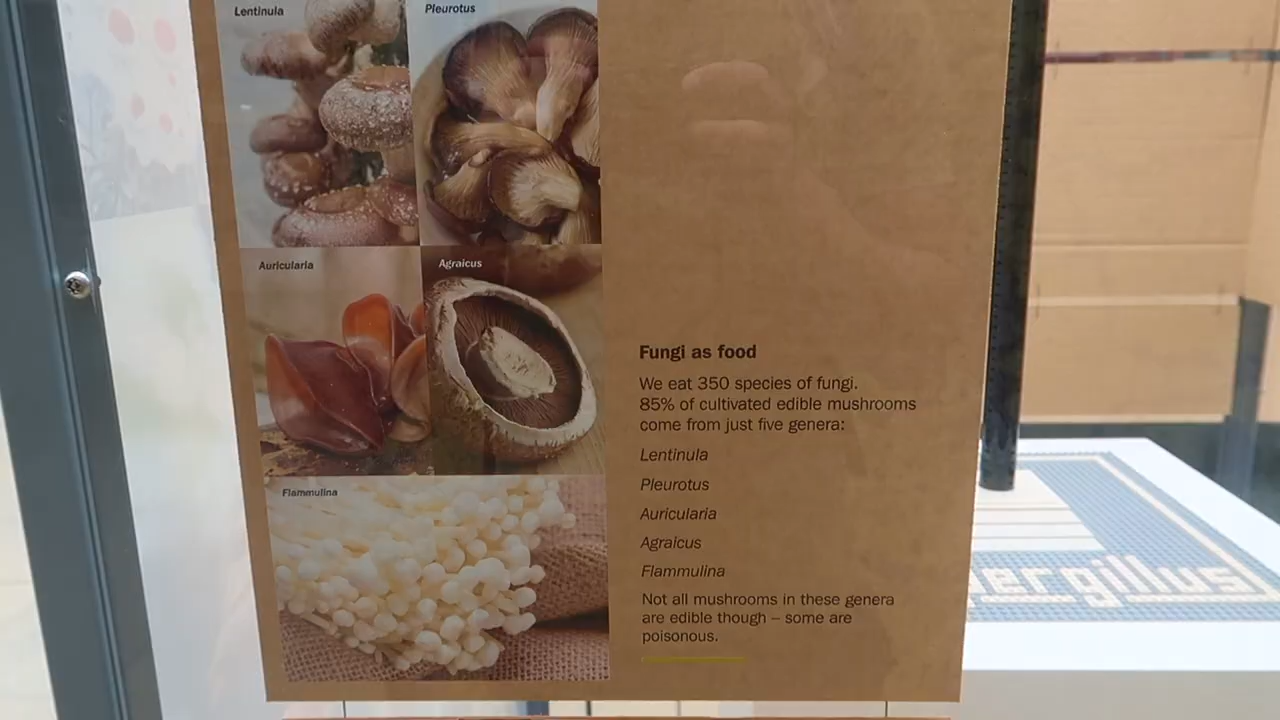 Lentinula
Pleurotus
Auricularia
Agraicus
Flammulina
Fungi as food
We eat 350 species of fungi.
85% of cultivated edible mushrooms
come from just five genera:
Lentinula
Pleurotus
Auricularia
Agraicus
Flammulina
Not all mushrooms in these genera
are edible though – some are
poisonous.